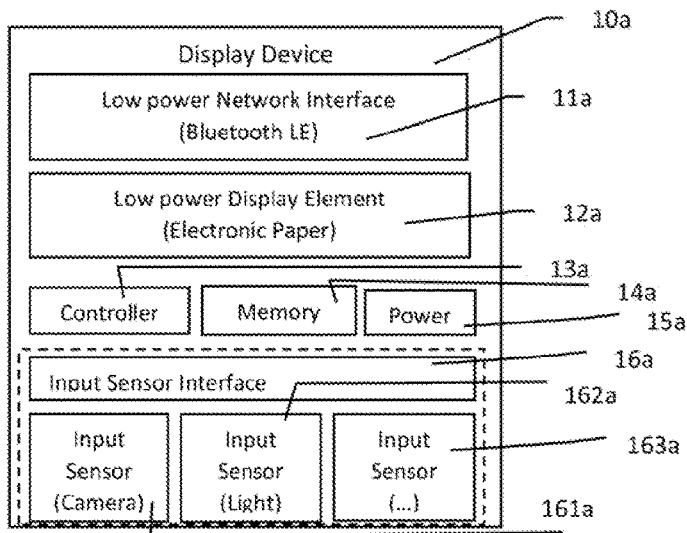 10a
Display Device
Low power Network Interface
(Bluetooth LE)
11a
Low power Display Element
(Electronic Paper)
12a
13a
14a
Controller
Memory
Power
15a
16a
Input Sensor Interface
162a
Input
Sensor
(Camera)
Input
Sensor
(Light)
Input
Sensor
(...)
163a
161a